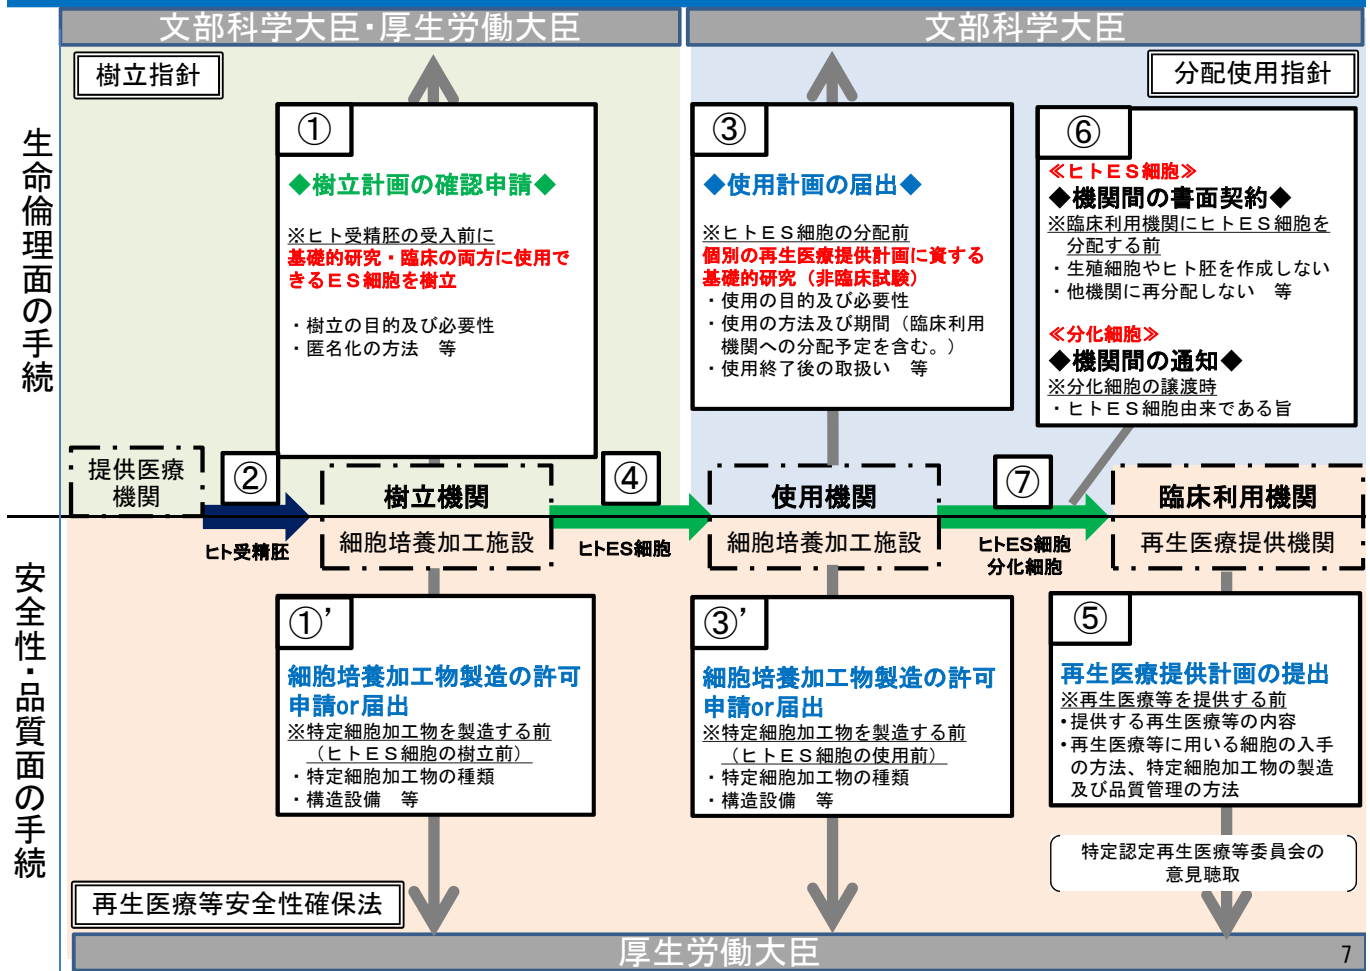 文部科学大臣・厚生労働大臣
文部科学大臣
樹立指針
分配使用指針
生命倫理面の手続
①
◆樹立計画の確認申請◆
※ヒト受精胚の受入前に
基礎的研究・臨床の両方に使用で
きるＥＳ細胞を樹立
・樹立の目的及び必要性
・匿名化の方法　等
③
◆使用計画の届出◆
※ヒトＥＳ細胞の分配前
個別の再生医療提供計画に資する
基礎的研究（非臨床試験）
・使用の目的及び必要性
・使用の方法及び期間（臨床利用
機関への分配予定を含む。）
・使用終了後の取扱い　等
⑥
≪ヒトＥＳ細胞≫
◆機関間の書面契約◆
※臨床利用機関にヒトＥＳ細胞を
分配する前
・生殖細胞やヒト胚を作成しない
・他機関に再分配しない　等
≪分化細胞≫
◆機関間の通知◆
※分化細胞の譲渡時
・ヒトＥＳ細胞由来である旨
提供医療
機関
②
ヒト受精胚
樹立機関
細胞培養加工施設
④
ヒトES細胞
使用機関
細胞培養加工施設
⑦
ヒトES細胞
分化細胞
臨床利用機関
再生医療提供機関
安全性・品質面の手続
①’
細胞培養加工物製造の許可
申請or届出
※特定細胞加工物を製造する前
（ヒトＥＳ細胞の樹立前）
・特定細胞加工物の種類
・構造設備　等
③’
細胞培養加工物製造の許可
申請or届出
※特定細胞加工物を製造する前
（ヒトＥＳ細胞の使用前）
・特定細胞加工物の種類
・構造設備　等
⑤
再生医療提供計画の提出
※再生医療等を提供する前
・提供する再生医療等の内容
・再生医療等に用いる細胞の入手
の方法、特定細胞加工物の製造
及び品質管理の方法
特定認定再生医療等委員会の
意見聴取
再生医療等安全性確保法
厚生労働大臣
7